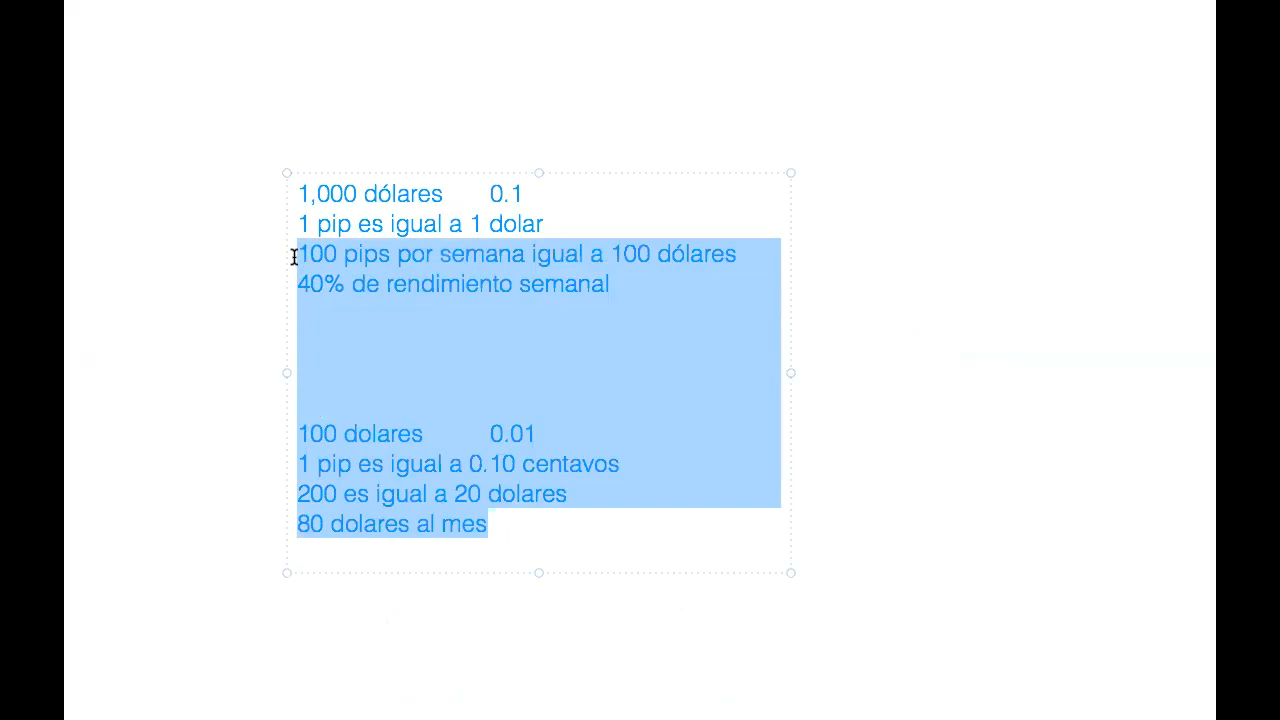 1,000 dólares 0.1
1 pip es igual a 1 dolar
100 pips por semana igual a 100 dólares
40% de rendimiento semanal
100 dolares 0.01
1 pip es igual a 0.10 centavos
200 es igual a 20 dolares
80 dolares al mes